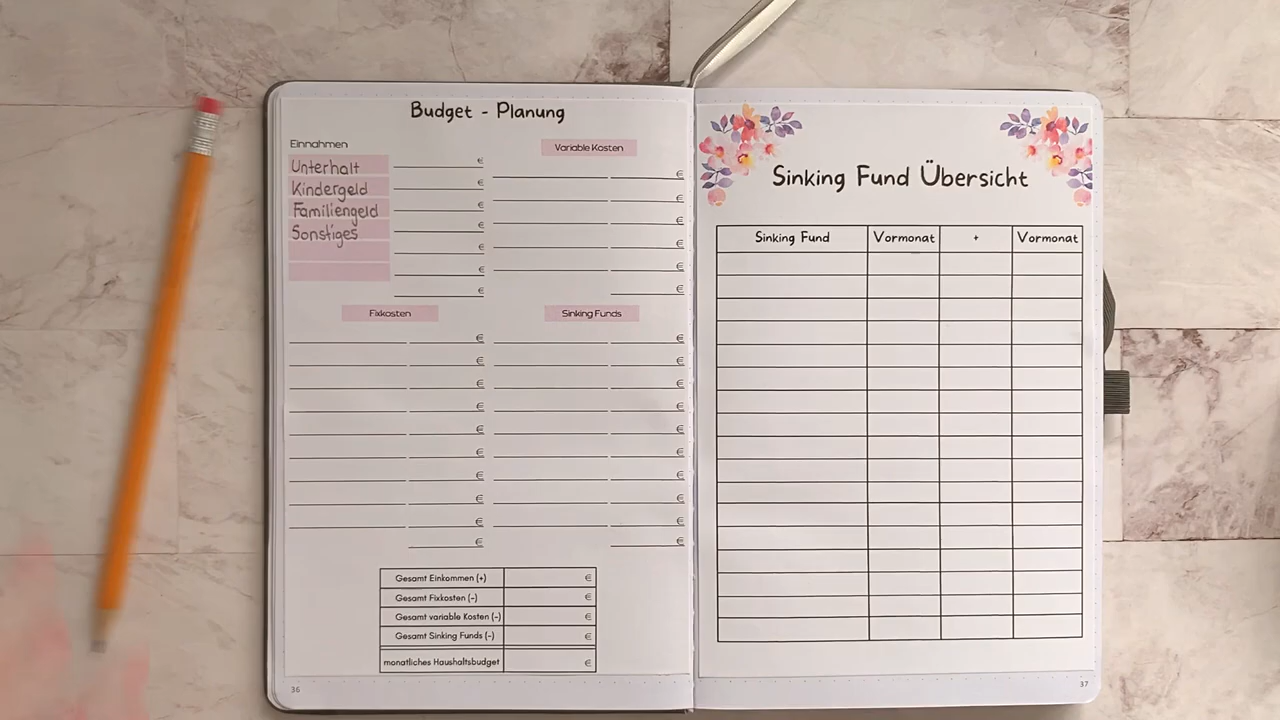 Budget - Planung
Einnahmen
Unterhalt €
Kindergeld €
Familiengeld €
Sonstiges €
€
€
€
Variable Kosten
€
€
€
€
€
€
Fixkosten
€
€
€
€
€
€
€
€
€
€
Sinking Funds
€
€
€
€
€
€
€
€
€
€
Gesamt Einkommen (+) €
Gesamt Fixkosten (-) €
Gesamt variable Kosten (-) €
Gesamt Sinking Funds (-) €
monatliches Haushaltsbudget €
36
Sinking Fund Übersicht
Sinking Fund Vormonat + Vormonat
37